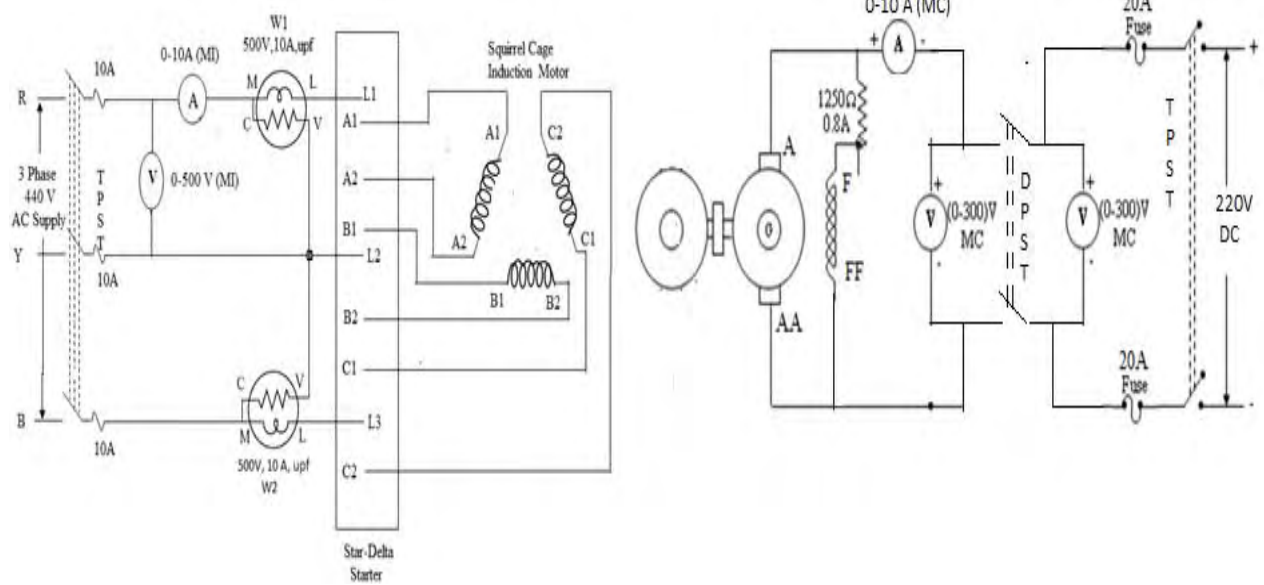 W1
500V,10A,upf
0-10A (MI)
10A
M
L
R
A
C
V
L1
A1
Squirrel Cage
Induction Motor
A1
C2
3 Phase
440 V
AC Supply
T
P
S
T
V
0-500 V (MI)
A2
B1
A2
C1
Y
10A
L2
B1
B2
B2
C
V
C1
B
M
L
L3
10A
500V, 10 A, upf
W2
C2
Star-Delta
Starter
0-10 A (MC)
+
A
-
20A
Fuse
+
1250Ω
0.8A
A
F
G
FF
AA
+
V
(0-300)V
MC
-
D
P
S
T
+
V
(0-300)V
MC
-
T
P
S
T
220V
DC
20A
Fuse
-